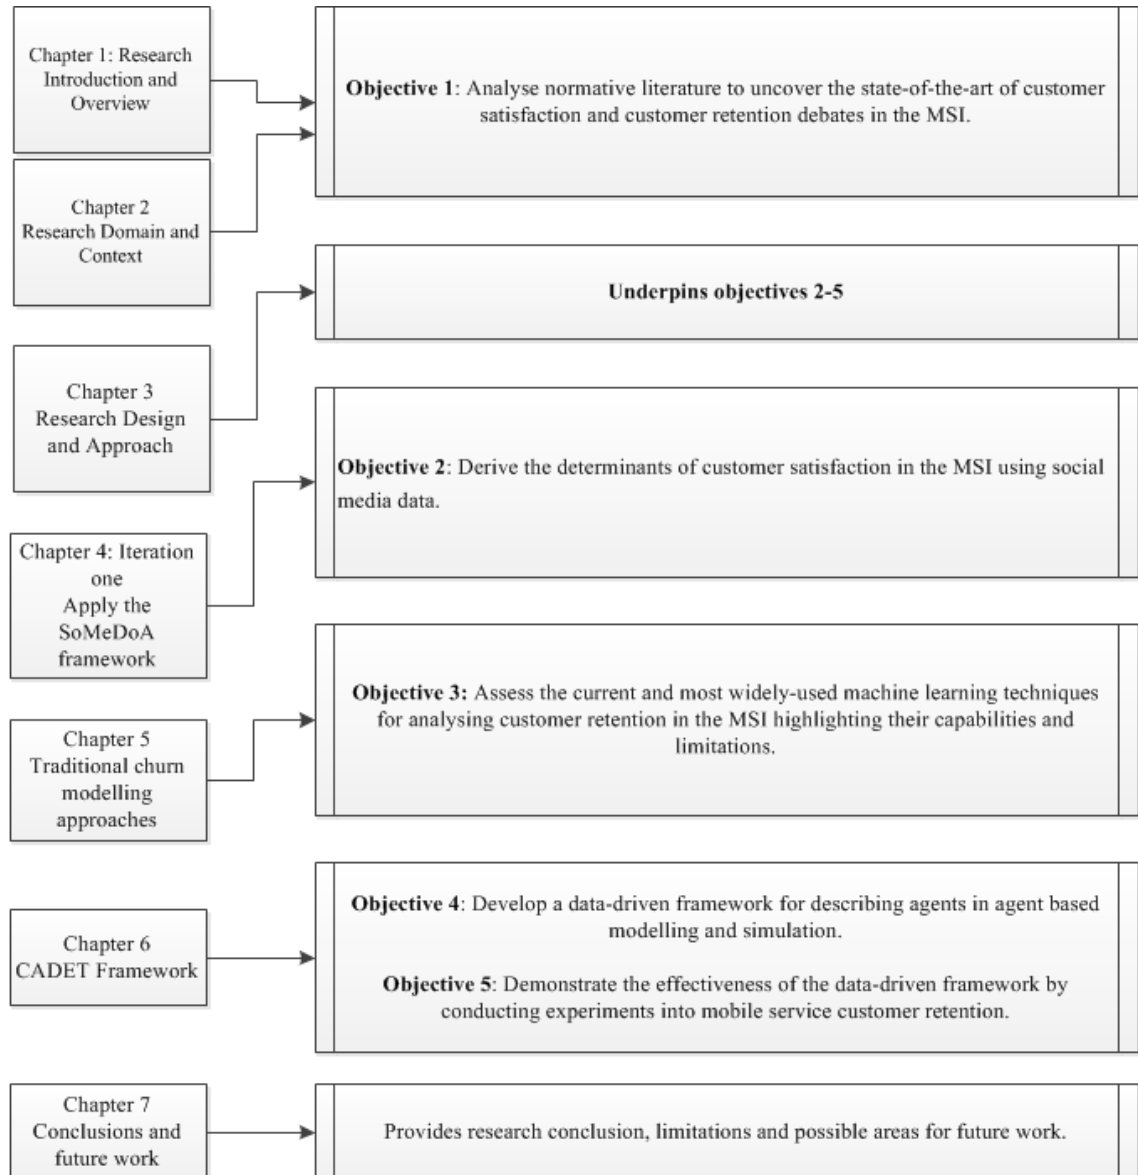 Chapter 1: Research
Introduction and
Overview
Objective 1: Analyse normative literature to uncover the state-of-the-art of customer
satisfaction and customer retention debates in the MSI.
Chapter 2
Research Domain and
Context
Underpins objectives 2-5
Chapter 3
Research Design
and Approach
Objective 2: Derive the determinants of customer satisfaction in the MSI using social
media data.
Chapter 4: Iteration
one
Apply the
SoMeDoA
framework
Objective 3: Assess the current and most widely-used machine learning techniques
for analysing customer retention in the MSI highlighting their capabilities and
limitations.
Chapter 5
Traditional churn
modelling
approaches
Objective 4: Develop a data-driven framework for describing agents in agent based
modelling and simulation.
Objective 5: Demonstrate the effectiveness of the data-driven framework by
conducting experiments into mobile service customer retention.
Chapter 6
CADET Framework
Chapter 7
Conclusions and
future work
Provides research conclusion, limitations and possible areas for future work.